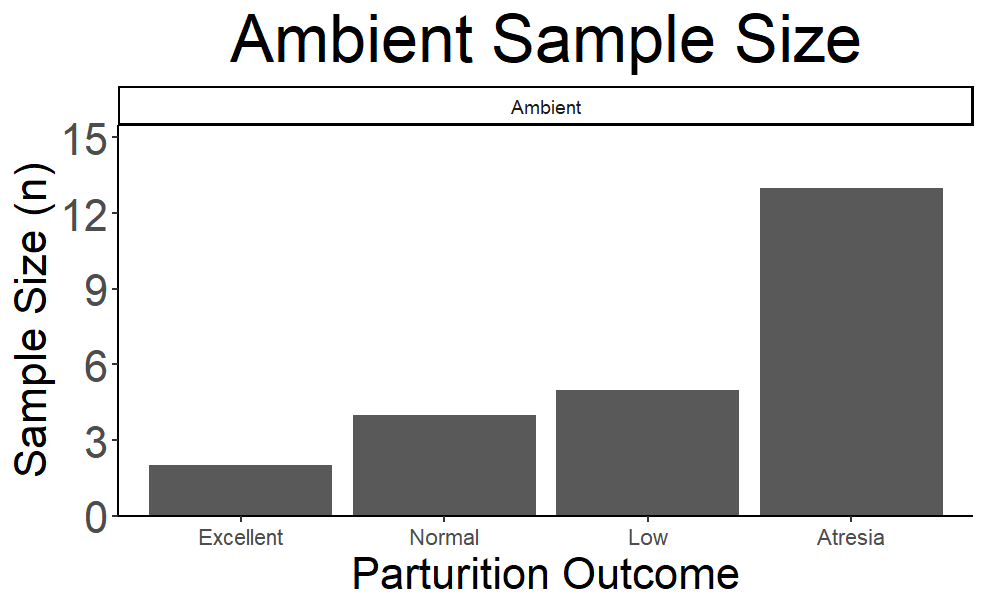 Ambient Sample Size
Ambient
Sample Size (n)
15
12
9
6
3
0
Excellent Normal Low Atresia
Parturition Outcome